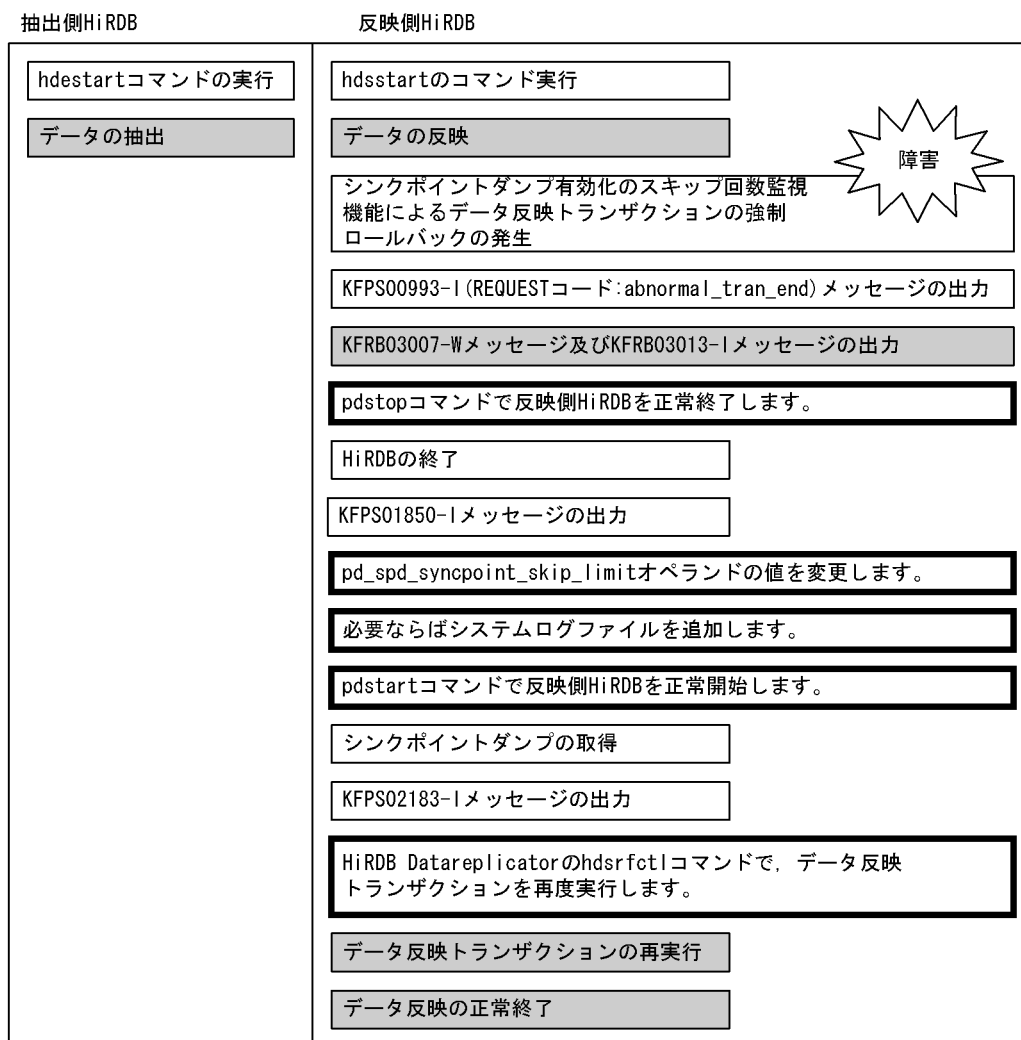 抽出側HiRDB
反映側HiRDB
hdestartコマンドの実行
hdsstartのコマンド実行
データの抽出
データの反映
障害
シンクポイントダンプ有効化のスキップ回数監視
機能によるデータ反映トランザクションの強制
ロールバックの発生
KFPS00993-I(REQUESTコード:abnormal_tran_end)メッセージの出力
KFRB03007-Wメッセージ及びKFRB03013-Iメッセージの出力
pdstopコマンドで反映側HiRDBを正常終了します。
HiRDBの終了
KFPS01850-Iメッセージの出力
pd_spd_syncpoint_skip_limitオペランドの値を変更します。
必要ならばシステムログファイルを追加します。
pdstartコマンドで反映側HiRDBを正常開始します。
シンクポイントダンプの取得
KFPS02183-Iメッセージの出力
HiRDB Datareplicatorのhdsrfctlコマンドで，データ反映
トランザクションを再度実行します。
データ反映トランザクションの再実行
データ反映の正常終了